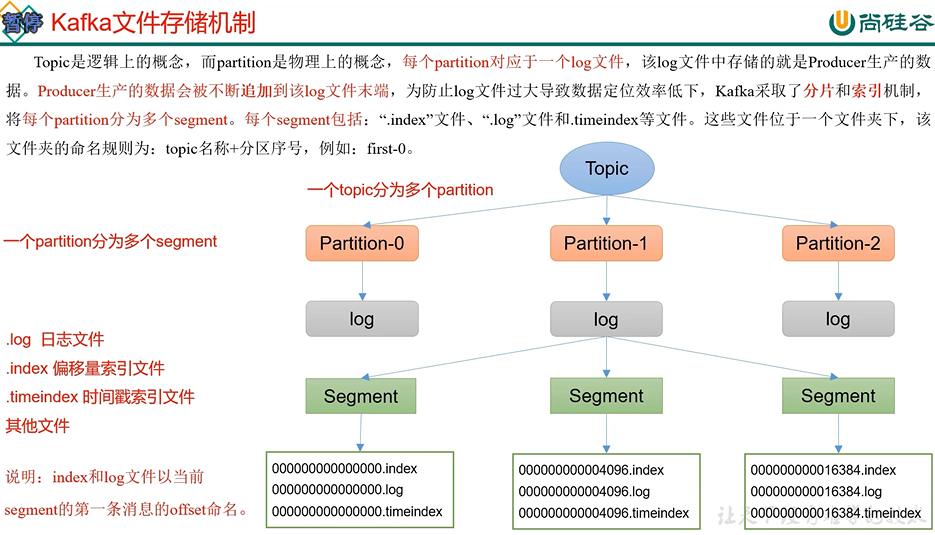 暂停 Kafka文件存储机制
尚硅谷
Topic是逻辑上的概念，而partition是物理上的概念，每个partition对应于一个log文件，该log文件中存储的就是Producer生产的数
据。Producer生产的数据会被不断追加到该log文件末端，为防止log文件过大导致数据定位效率低下，Kafka采取了分片和索引机制，
将每个partition分为多个segment。每个segment包括：“.index”文件、“.log”文件和.timeindex等文件。这些文件位于一个文件夹下，该
文件夹的命名规则为：topic名称+分区序号，例如：first-0。
Topic
一个topic分为多个partition
一个partition分为多个segment
Partition-0
Partition-1
Partition-2
log
log
log
.log 日志文件
.index 偏移量索引文件
.timeindex 时间戳索引文件
其他文件
Segment
Segment
Segment
说明：index和log文件以当前
segment的第一条消息的offset命名。
000000000000000.index
000000000000000.log
000000000000000.timeindex
000000000004096.index
000000000004096.log
000000000004096.timeindex
000000000016384.index
000000000016384.log
000000000016384.timeindex